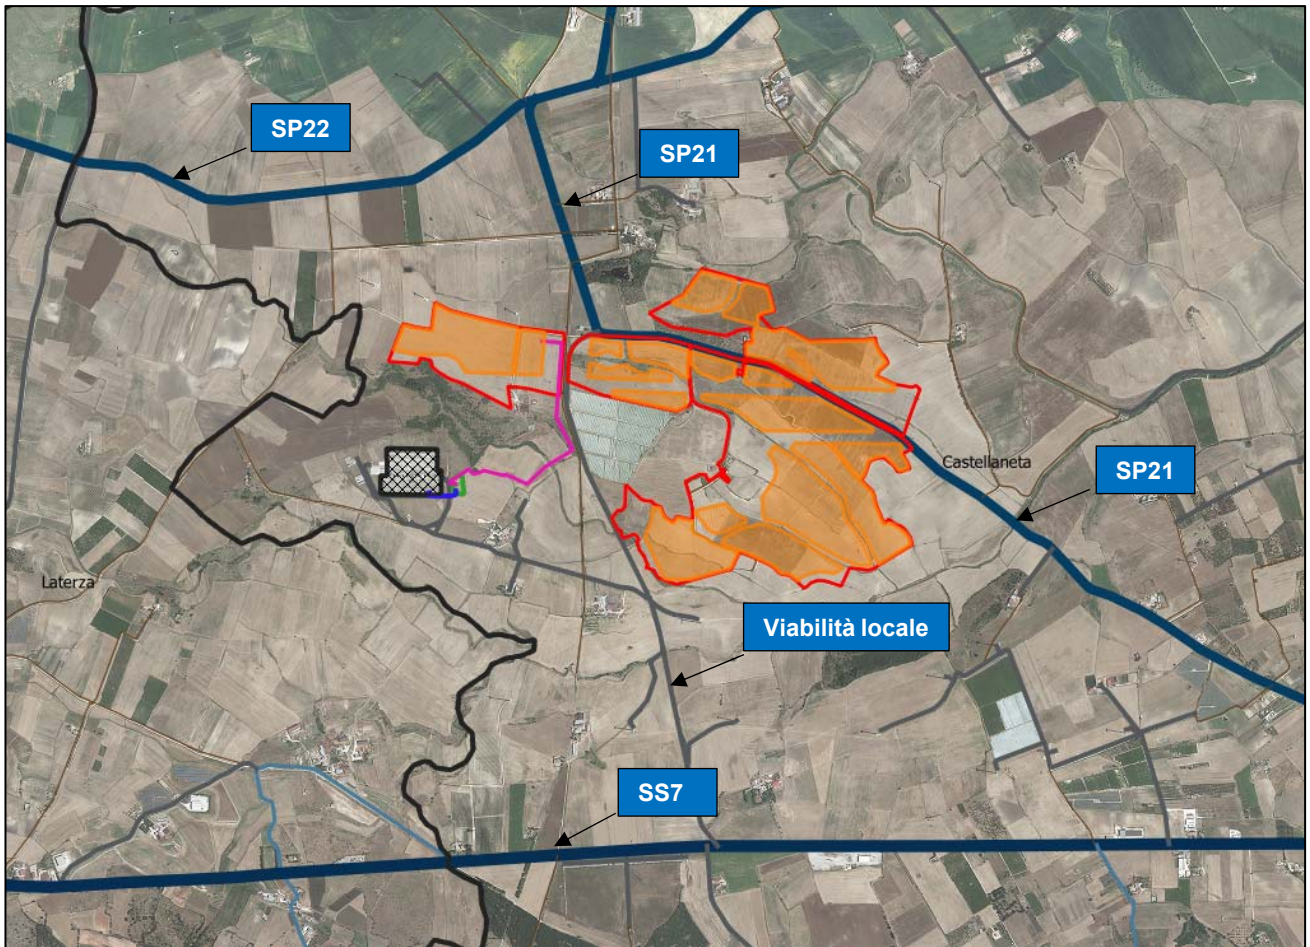 SP22
SP21
Castellaneta
SP21
Laterza
Viabilità locale
SS7